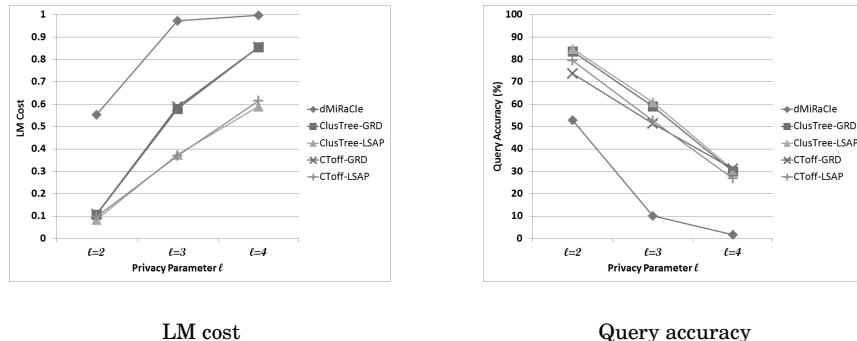 1
0.9
0.8
0.7
0.6
0.5
0.4
0.3
0.2
0.1
0
LM Cost
ℓ=2 ℓ=3 ℓ=4
Privacy Parameter ℓ
dMiRaCle
ClusTree-GRD
ClusTree-LSAP
CToff-GRD
CToff-LSAP
LM cost
100
90
80
70
60
50
40
30
20
10
0
Query Accuracy (%)
ℓ=2 ℓ=3 ℓ=4
Privacy Parameter ℓ
dMiRaCle
ClusTree-GRD
ClusTree-LSAP
CToff-GRD
CToff-LSAP
Query accuracy